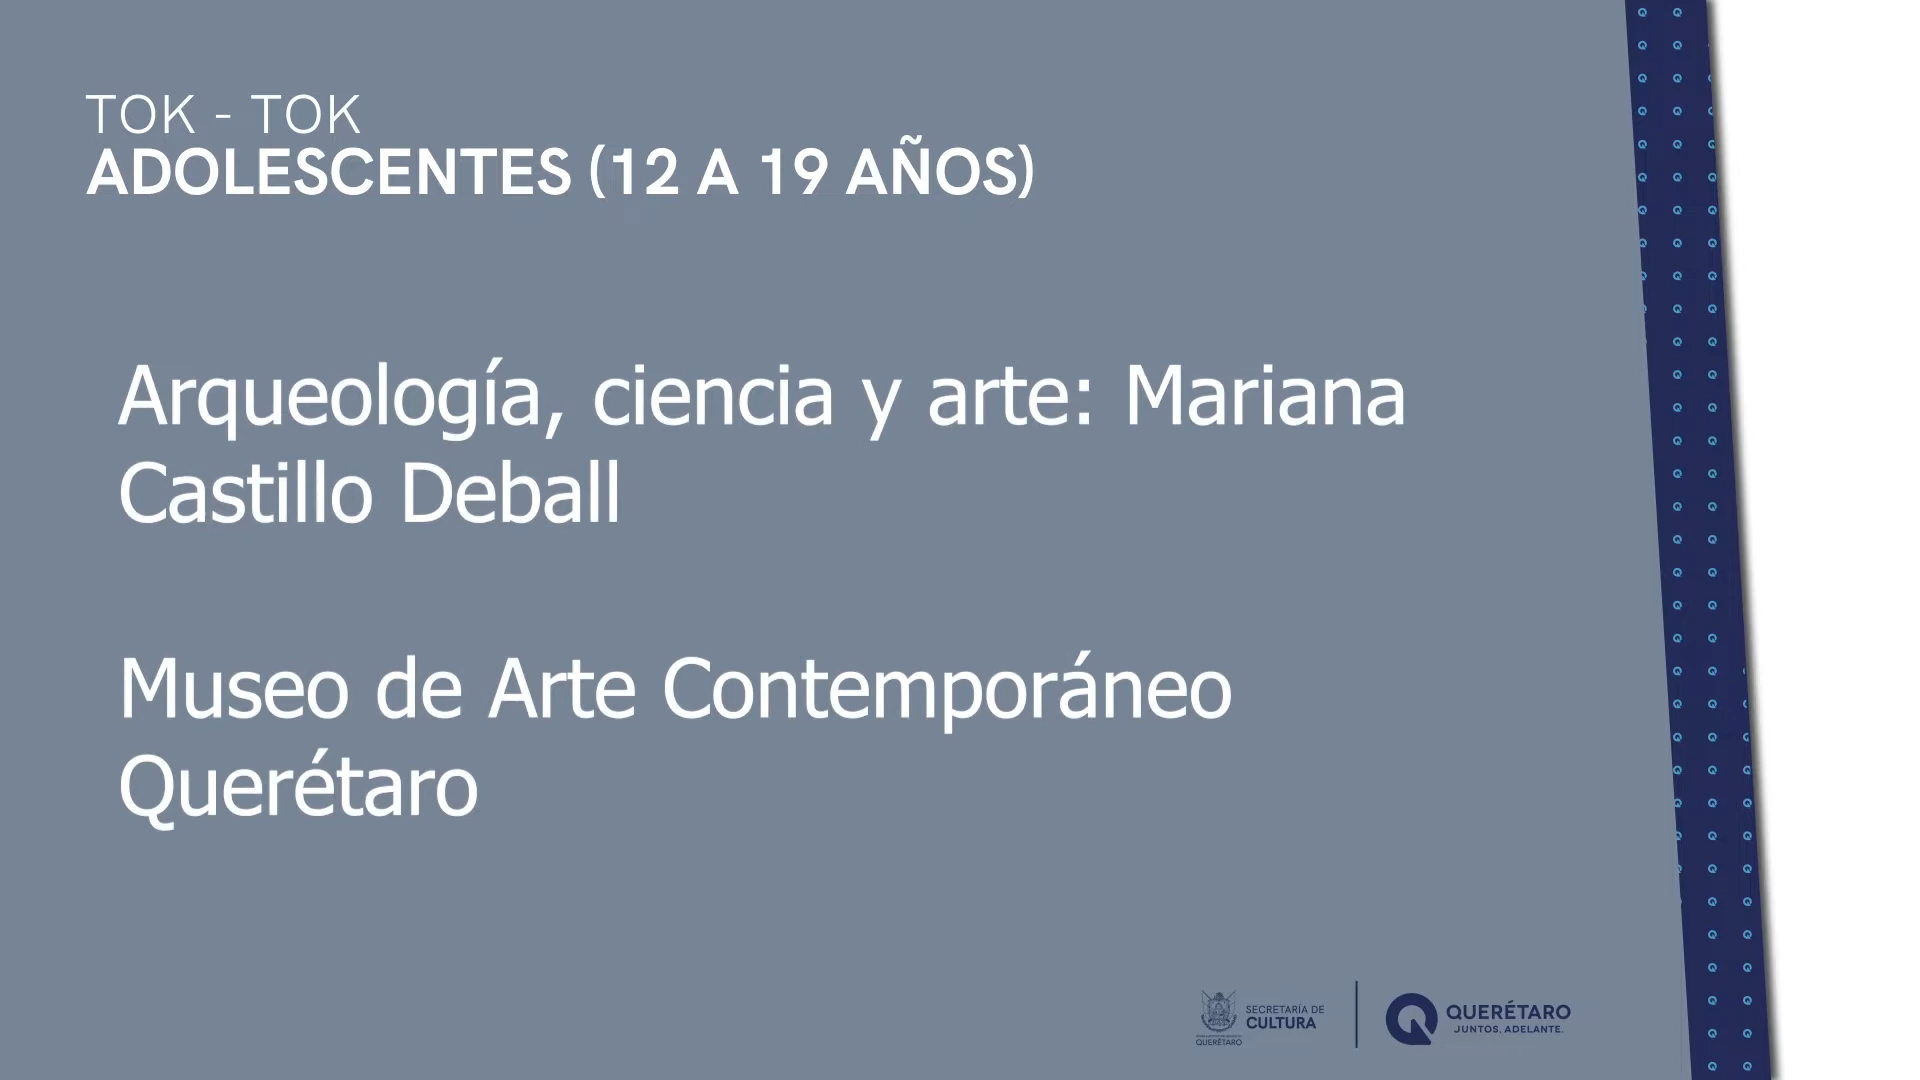 TOK - TOK
ADOLESCENTES (12 A 19 AÑOS)
Arqueología, ciencia y arte: Mariana
Castillo Deball
Museo de Arte Contemporáneo
Querétaro
SECRETARÍA DE
CULTURA
QUERÉTARO
QUERÉTARO
JUNTOS, ADELANTE.